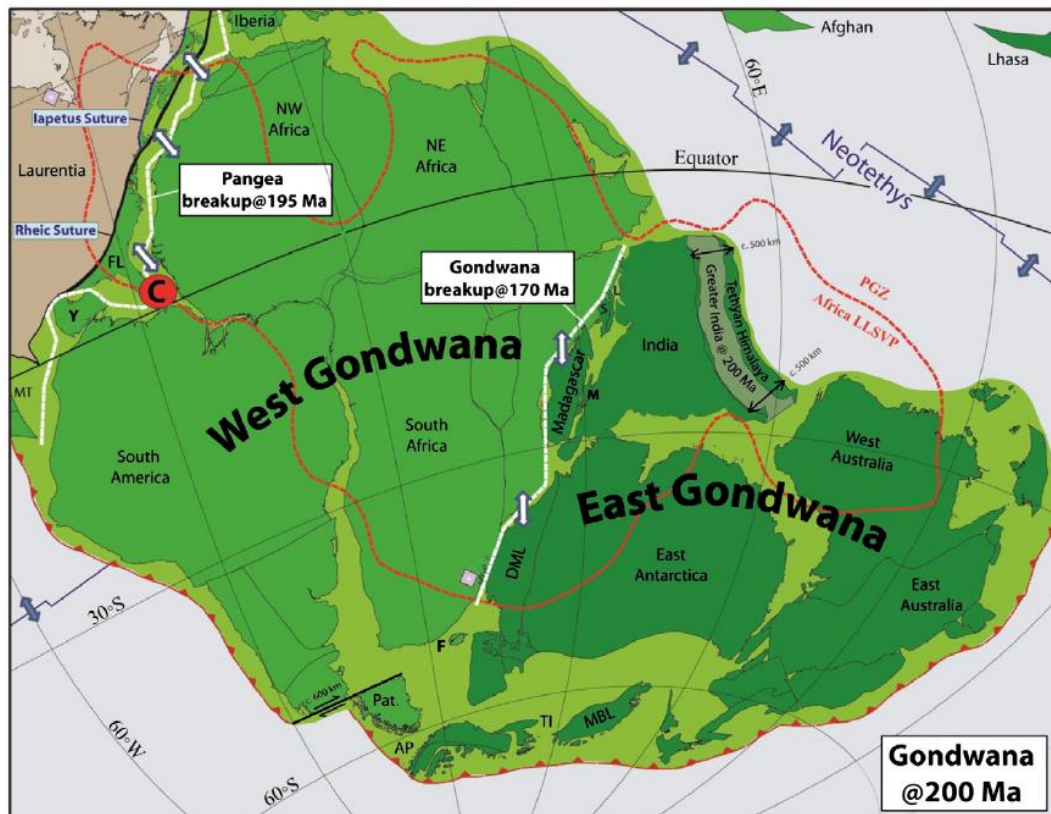 Iberia
Afghan
Lhasa
60°E
NW
Africa
NE
Africa
Iapetus Suture
Laurentia
Equator
Neotethys
Pangea
breakup@195 Ma
Rheic Suture
FL
C
Y
Gondwana
breakup@170 Ma
c. 500 km
PGZ
Africa LLSVP
Greater India @ 200 Ma
Tethyan Himalaya
c. 500 km
S
India
Madagascar
M
MT
West Gondwana
South
America
South
Africa
West
Australia
East Gondwana
DML
East
Antarctica
East
Australia
30°S
F
c. 600 km
Pat.
60°W
AP
TI
MBL
60°S
Gondwana
@200 Ma